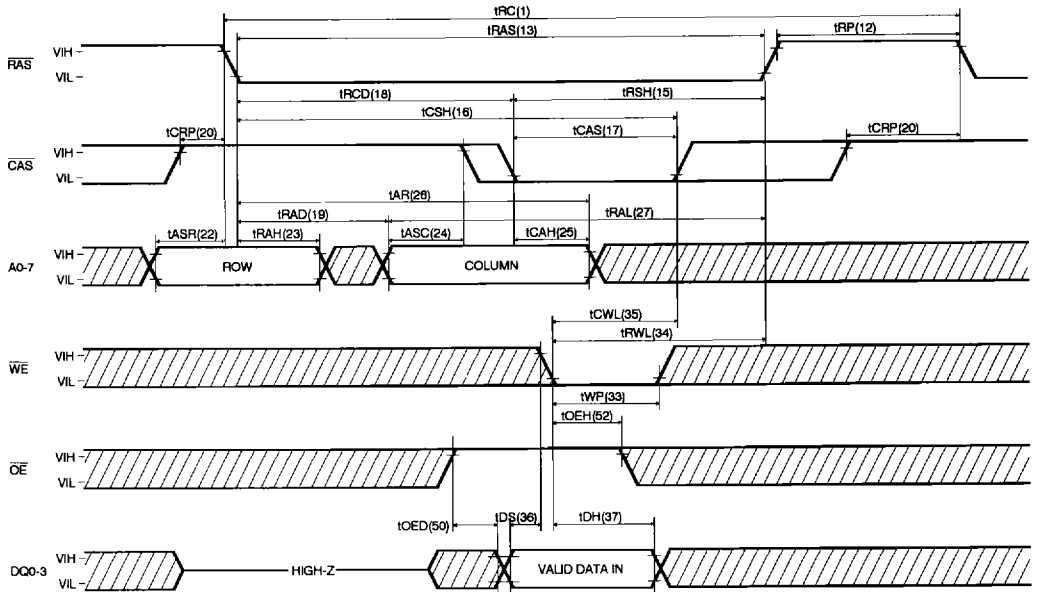 tRC(1)
tRAS(13)
tRP(12)
RAS
VIH
VIL
tRCD(18)
tRSH(15)
tCSH(16)
tCRP(20)
tCAS(17)
tCRP(20)
CAS
VIH
VIL
tAR(26)
tRAD(19)
tRAL(27)
tASR(22)
tRAH(23)
tASC(24)
tCAH(25)
A0-7
VIH
VIL
ROW
COLUMN
tCWL(35)
tRWL(34)
WE
VIH
VIL
tWP(33)
tOEH(52)
OE
VIH
VIL
tOED(50)
tDS(36)
tDH(37)
DQ0-3
VIH
VIL
HIGH-Z
VALID DATA IN